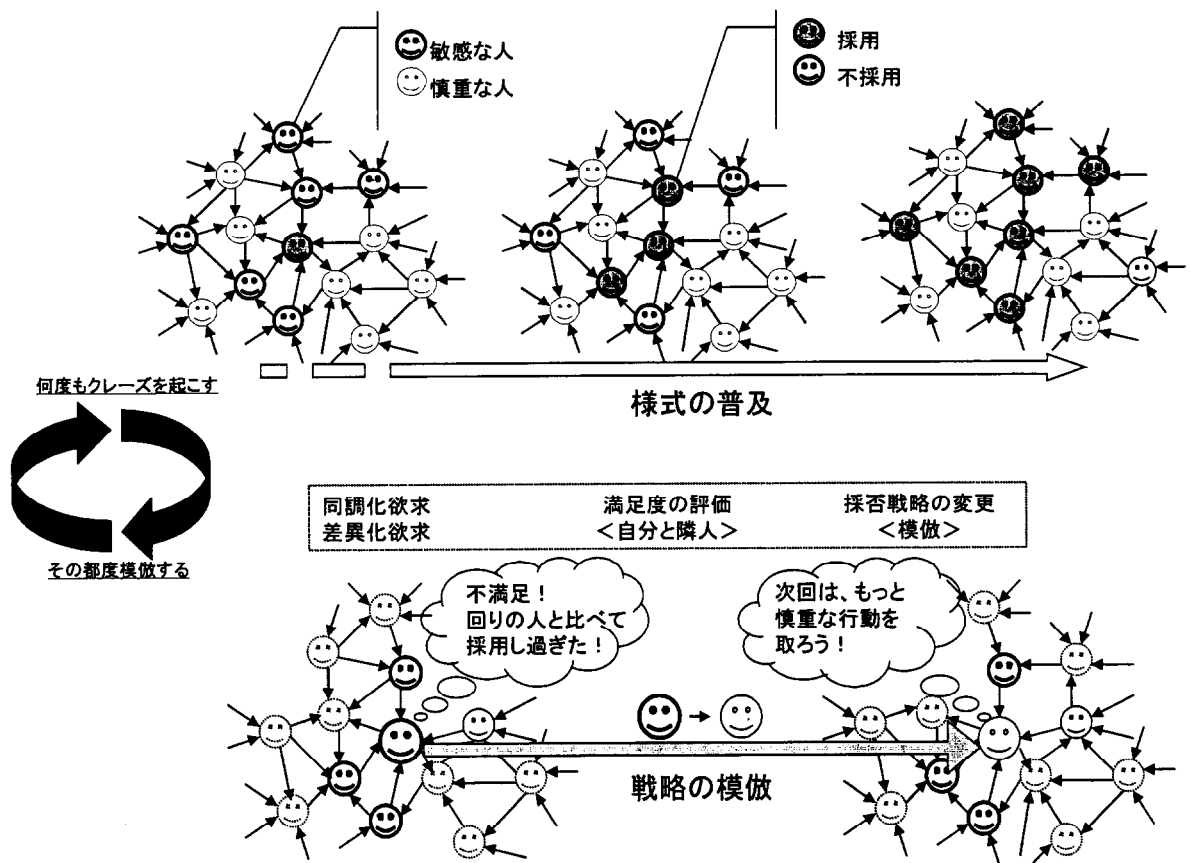 敏感な人
慎重な人
採用
不採用
様式の普及
何度もクレーズを起こす
その都度模倣する
同調化欲求
差異化欲求
満足度の評価
＜自分と隣人＞
採否戦略の変更
＜模倣＞
不満足！
回りの人と比べて
採用し過ぎた！
次回は、もっと
慎重な行動を
取ろう！
戦略の模倣